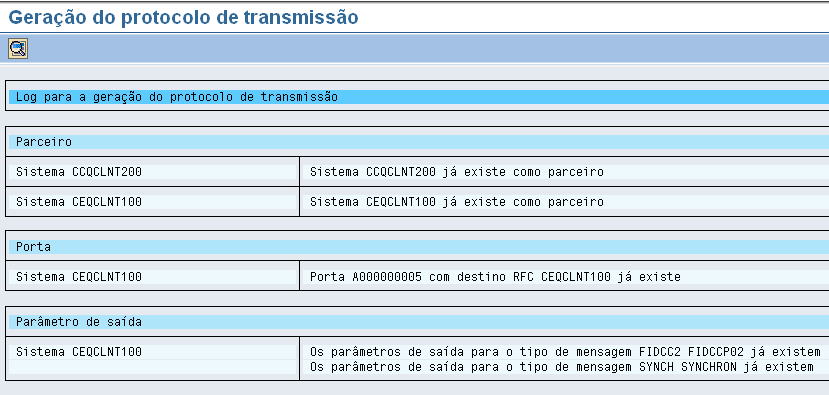 Geração do protocolo de transmissão
Log para a geração do protocolo de transmissão
Parceiro
Sistema CCQCLNT200 Sistema CCQCLNT200 já existe como parceiro
Sistema CEQCLNT100 Sistema CEQCLNT100 já existe como parceiro
Porta
Sistema CEQCLNT100 Porta A000000005 com destino RFC CEQCLNT100 já existe
Parâmetro de saída
Sistema CEQCLNT100 Os parâmetros de saída para o tipo de mensagem FIDCC2 FIDCCP02 já existem
Os parâmetros de saída para o tipo de mensagem SYNCH SYNCHRON já existem